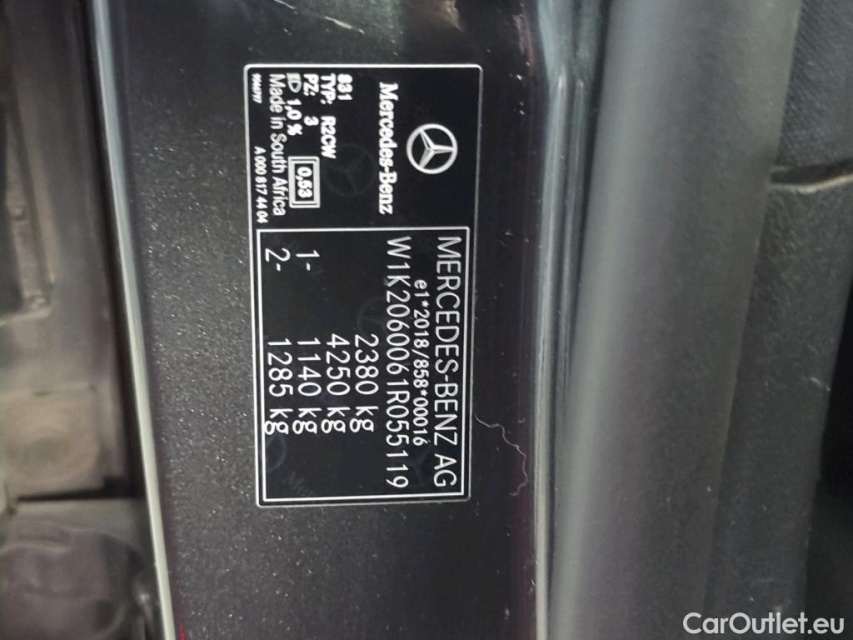 Mercedes-Benz
831
TYP: R2CW
PZ: 3
1,0 %
0,53
Made in South Africa
A 000 817 44 04
MERCEDES-BENZ AG
e1*2018/858*00016
W1K2060061R055119
2380 kg
4250 kg
1- 1140 kg
2- 1285 kg
CarOutlet.eu